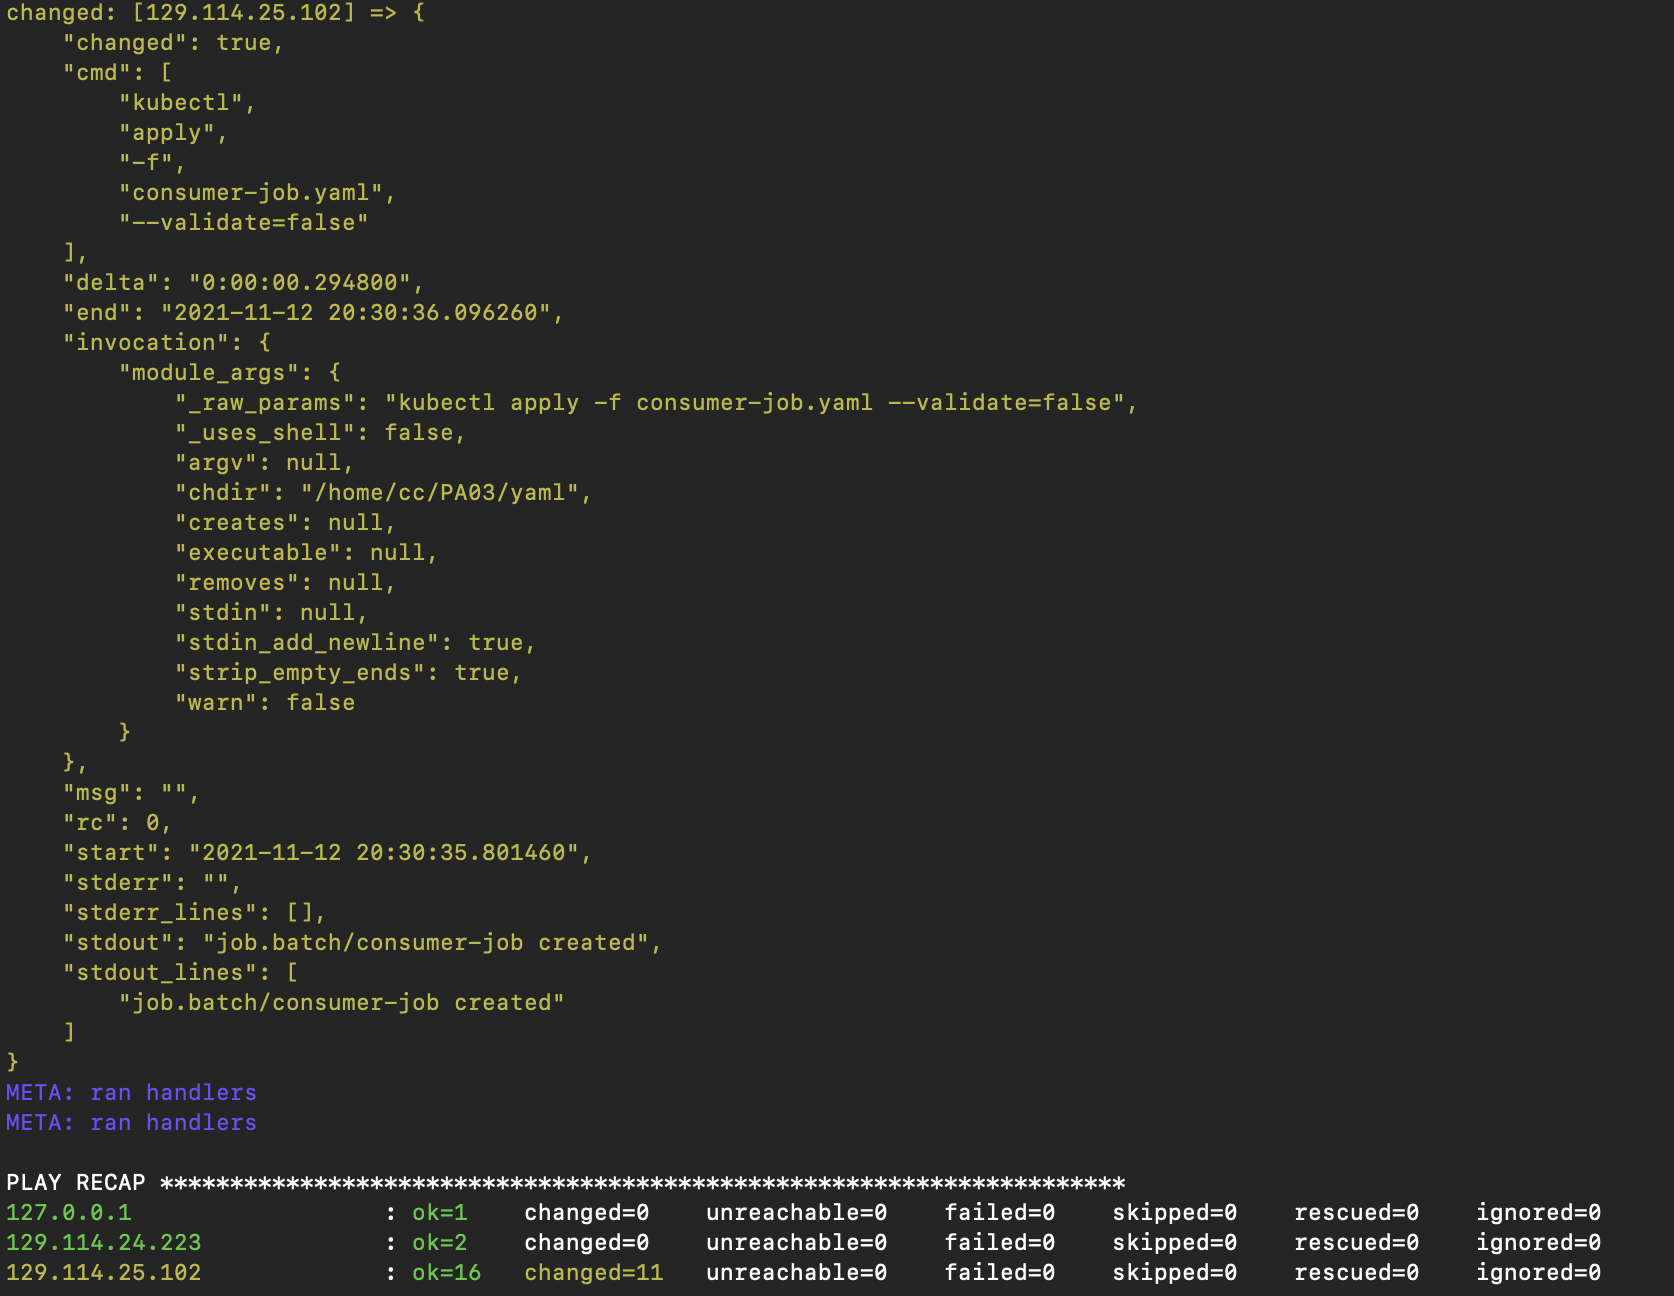 changed: [129.114.25.102] => {
    "changed": true,
    "cmd": [
        "kubectl",
        "apply",
        "-f",
        "consumer-job.yaml",
        "--validate=false"
    ],
    "delta": "0:00:00.294800",
    "end": "2021-11-12 20:30:36.096260",
    "invocation": {
        "module_args": {
            "_raw_params": "kubectl apply -f consumer-job.yaml --validate=false",
            "_uses_shell": false,
            "argv": null,
            "chdir": "/home/cc/PA03/yaml",
            "creates": null,
            "executable": null,
            "removes": null,
            "stdin": null,
            "stdin_add_newline": true,
            "strip_empty_ends": true,
            "warn": false
        }
    },
    "msg": "",
    "rc": 0,
    "start": "2021-11-12 20:30:35.801460",
    "stderr": "",
    "stderr_lines": [],
    "stdout": "job.batch/consumer-job created",
    "stdout_lines": [
        "job.batch/consumer-job created"
    ]
}
META: ran handlers
META: ran handlers

PLAY RECAP *********************************************************************
127.0.0.1                  : ok=1    changed=0    unreachable=0    failed=0    skipped=0    rescued=0    ignored=0
129.114.24.223             : ok=2    changed=0    unreachable=0    failed=0    skipped=0    rescued=0    ignored=0
129.114.25.102             : ok=16   changed=11   unreachable=0    failed=0    skipped=0    rescued=0    ignored=0